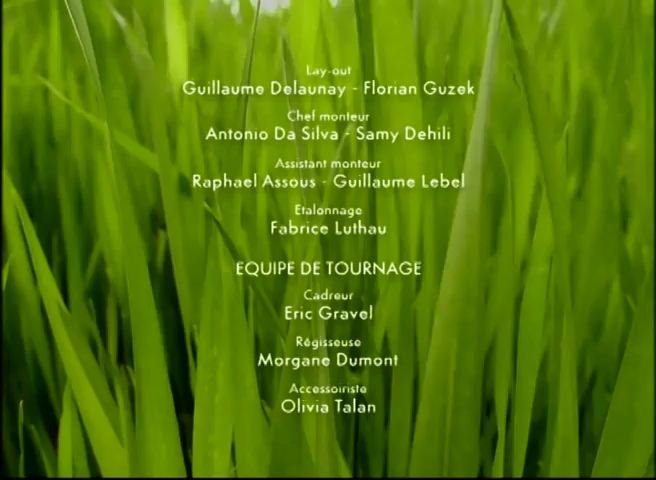 Lay-out
Guillaume Delaunay - Florian Guzek
Chef monteur
Antonio Da Silva - Samy Dehili
Assistant monteur
Raphael Assous - Guillaume Lebel
Etalonnage
Fabrice Luthau
EQUIPE DE TOURNAGE
Cadreur
Eric Gravel
Régisseuse
Morgane Dumont
Accessoiriste
Olivia Talan